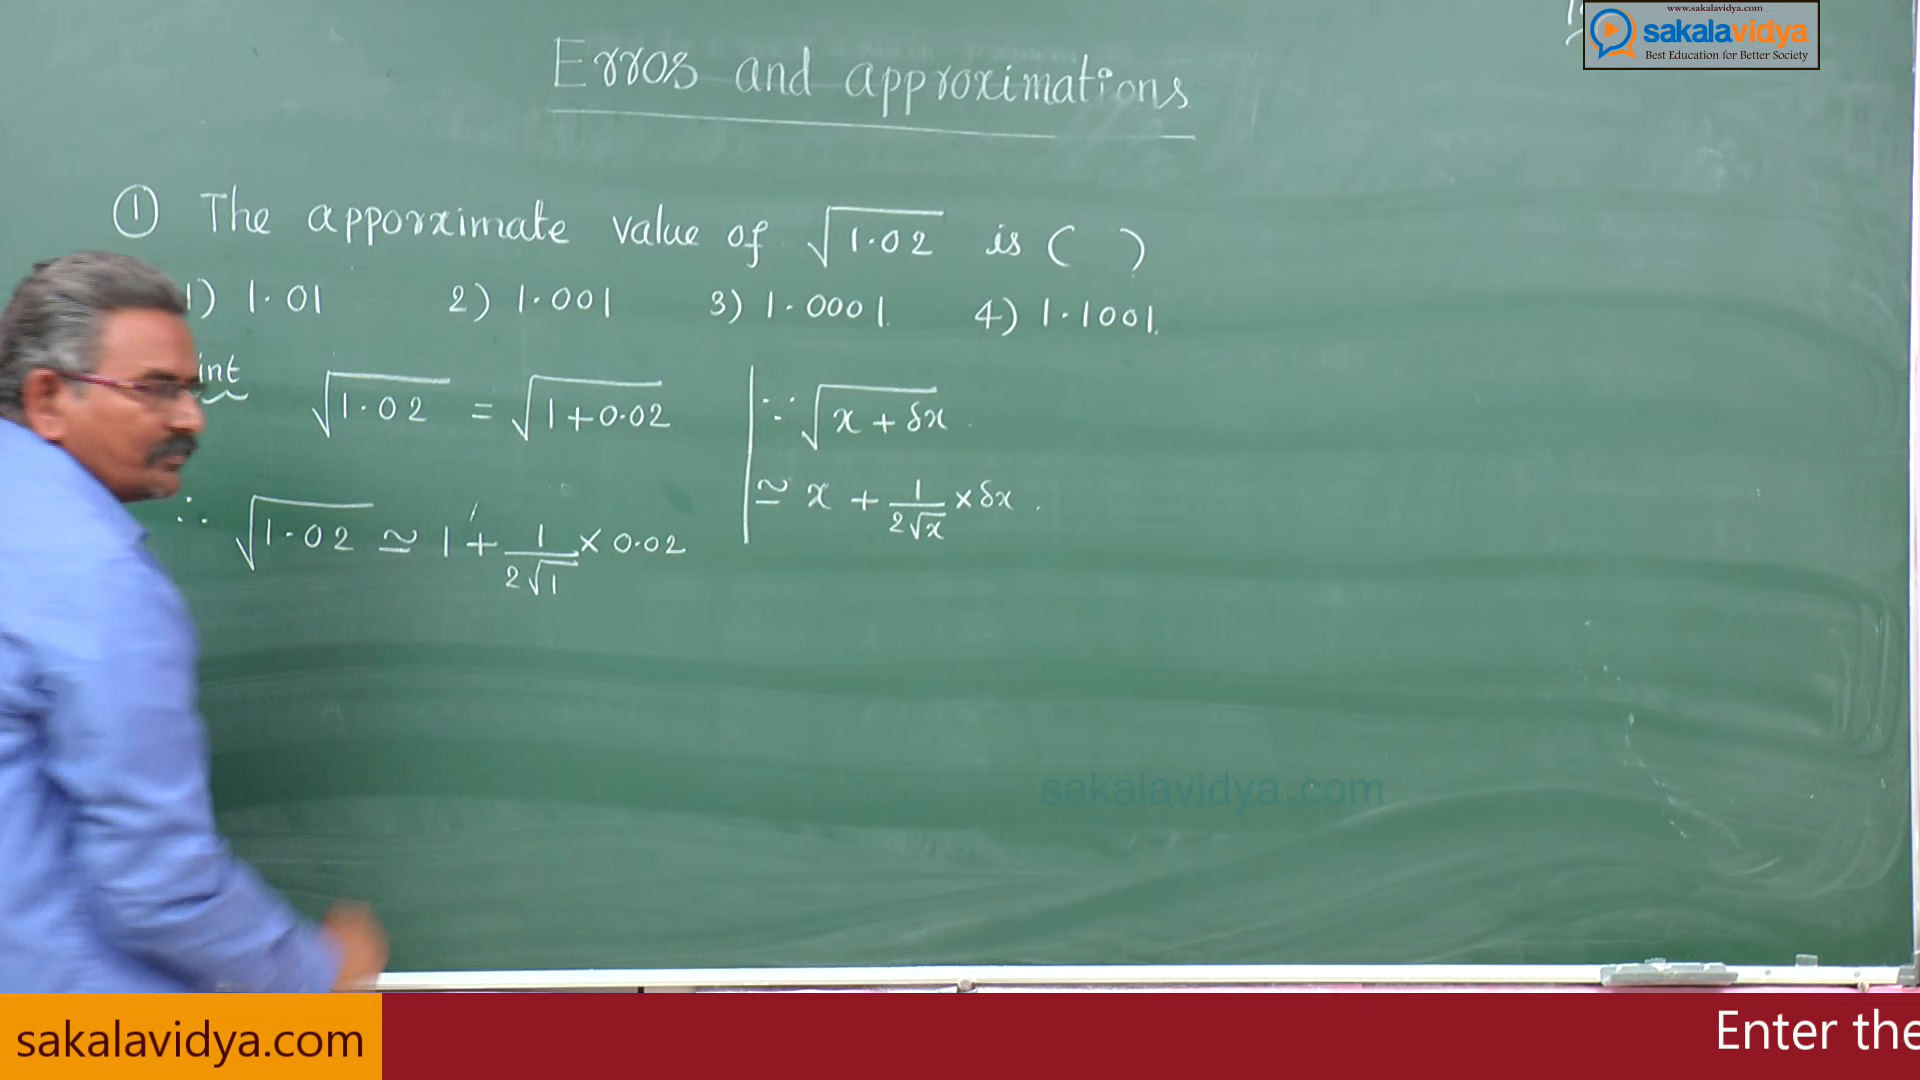 www.sakalavidya.com
sakalavidya
Best Education for Better Society
Erros and approximations
① The apporximate value of √1.02 is ( )
1) 1.01 2) 1.001 3) 1.0001 4) 1.1001
int √1.02 = √1+0.02 ∵ √x + δx
≃ x + 1/2√x × δx
∴ √1.02 ≃ 1 + 1/2√1 × 0.02
sakalavidya.com
sakalavidya.com
Enter the